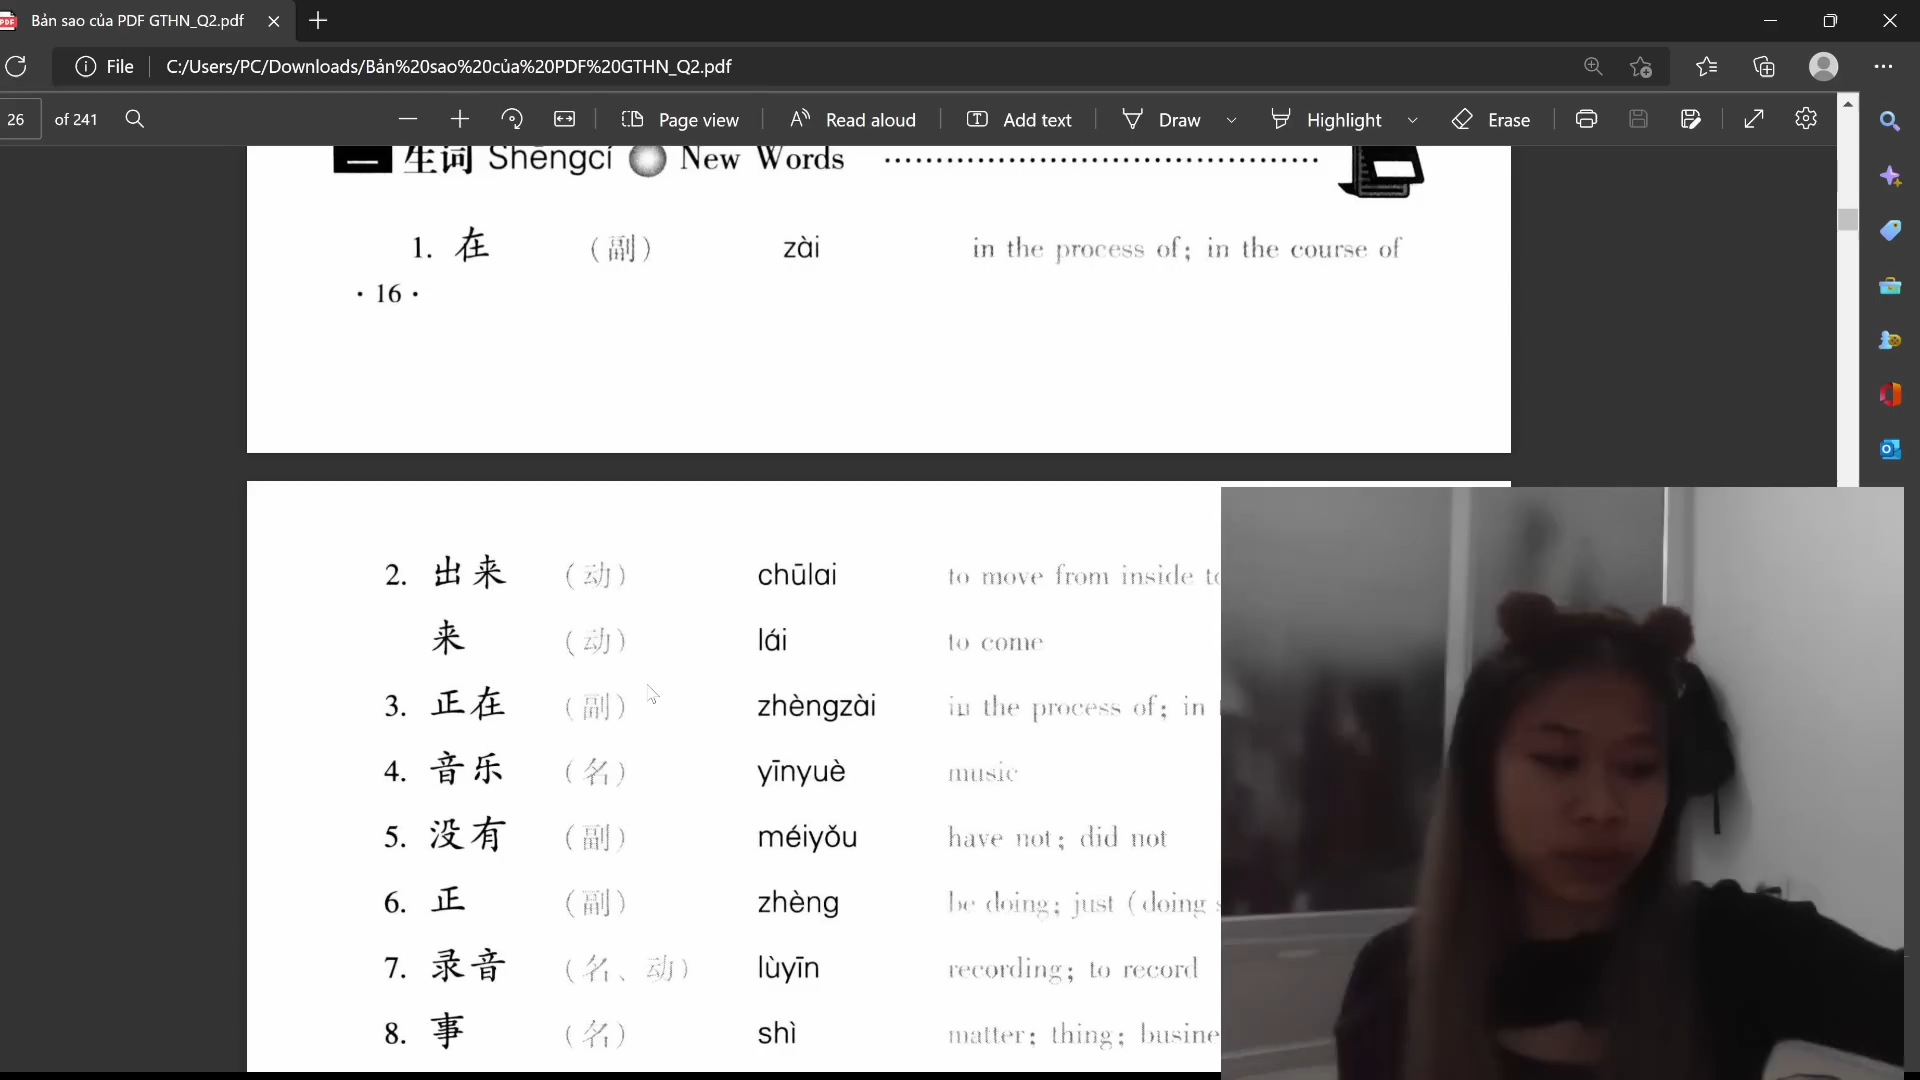 Bản sao của PDF GTHN_Q2.pdf
File C:/Users/PC/Downloads/Bản%20sao%20của%20PDF%20GTHN_Q2.pdf
26 of 241 Page view Read aloud Add text Draw Highlight Erase
二 生词 Shēngcí New Words
1. 在 (副) zài in the process of; in the course of
· 16 ·
2. 出来 (动) chūlai to move from inside to
来 (动) lái to come
3. 正在 (副) zhèngzài in the process of; in
4. 音乐 (名) yīnyuè music
5. 没有 (副) méiyǒu have not; did not
6. 正 (副) zhèng be doing; just (doing
7. 录音 (名、动) lùyīn recording; to record
8. 事 (名) shì matter; thing; busine